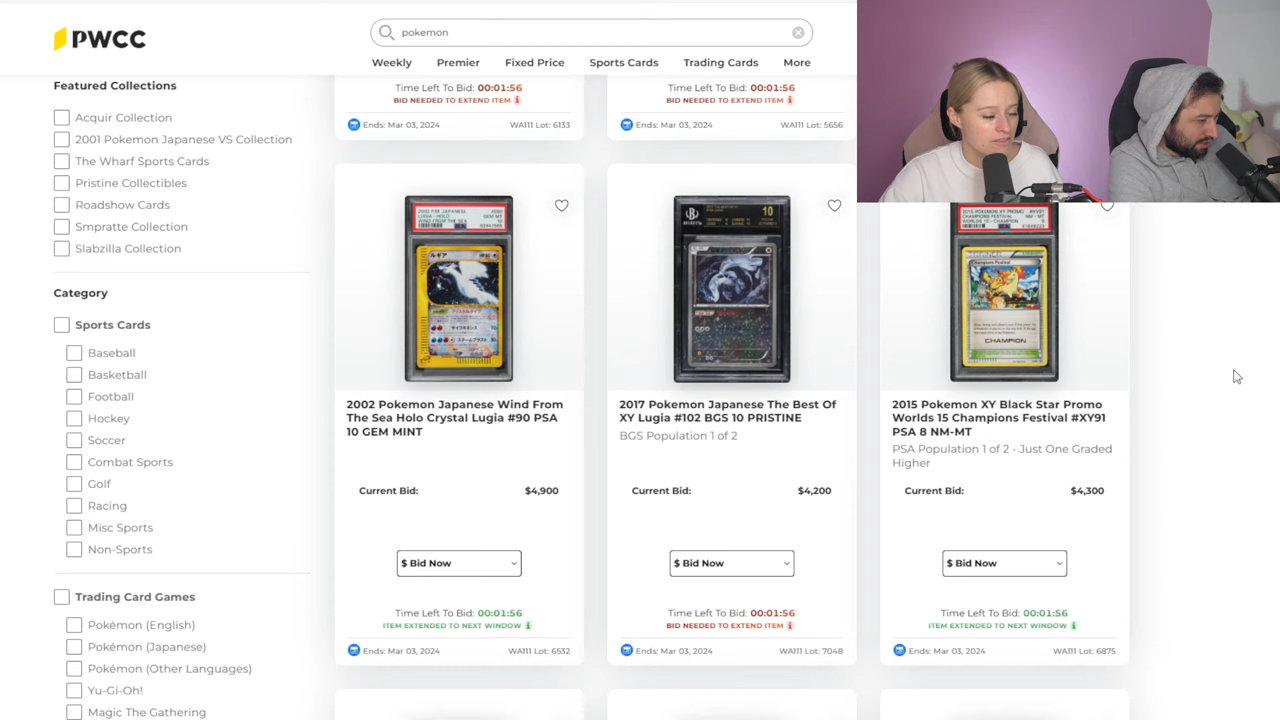 PWCC
pokemon
Weekly Premier Fixed Price Sports Cards Trading Cards More
Featured Collections
Acquir Collection
2001 Pokemon Japanese VS Collection
The Wharf Sports Cards
Pristine Collectibles
Roadshow Cards
Smpratte Collection
Slabzilla Collection
Category
Sports Cards
Baseball
Basketball
Football
Hockey
Soccer
Combat Sports
Golf
Racing
Misc Sports
Non-Sports
Trading Card Games
Pokémon (English)
Pokémon (Japanese)
Pokémon (Other Languages)
Yu-Gi-Oh!
Magic The Gathering
Time Left To Bid: 00:01:56
BID NEEDED TO EXTEND ITEM
Ends: Mar 03, 2024 WA111 Lot: 6133
Time Left To Bid: 00:01:56
BID NEEDED TO EXTEND ITEM
Ends: Mar 03, 2024 WA111 Lot: 5656
2002 Pokemon Japanese Wind From
The Sea Holo Crystal Lugia #90 PSA
10 GEM MINT
Current Bid: $4,900
$ Bid Now
Time Left To Bid: 00:01:56
ITEM EXTENDED TO NEXT WINDOW
Ends: Mar 03, 2024 WA111 Lot: 6532
10
2017 Pokemon Japanese The Best Of
XY Lugia #102 BGS 10 PRISTINE
BGS Population 1 of 2
Current Bid: $4,200
$ Bid Now
Time Left To Bid: 00:01:56
BID NEEDED TO EXTEND ITEM
Ends: Mar 03, 2024 WA111 Lot: 7048
Champions Festival
CHAMPION
2015 Pokemon XY Black Star Promo
Worlds 15 Champions Festival #XY91
PSA 8 NM-MT
PSA Population 1 of 2 - Just One Graded
Higher
Current Bid: $4,300
$ Bid Now
Time Left To Bid: 00:01:56
ITEM EXTENDED TO NEXT WINDOW
Ends: Mar 03, 2024 WA111 Lot: 6875